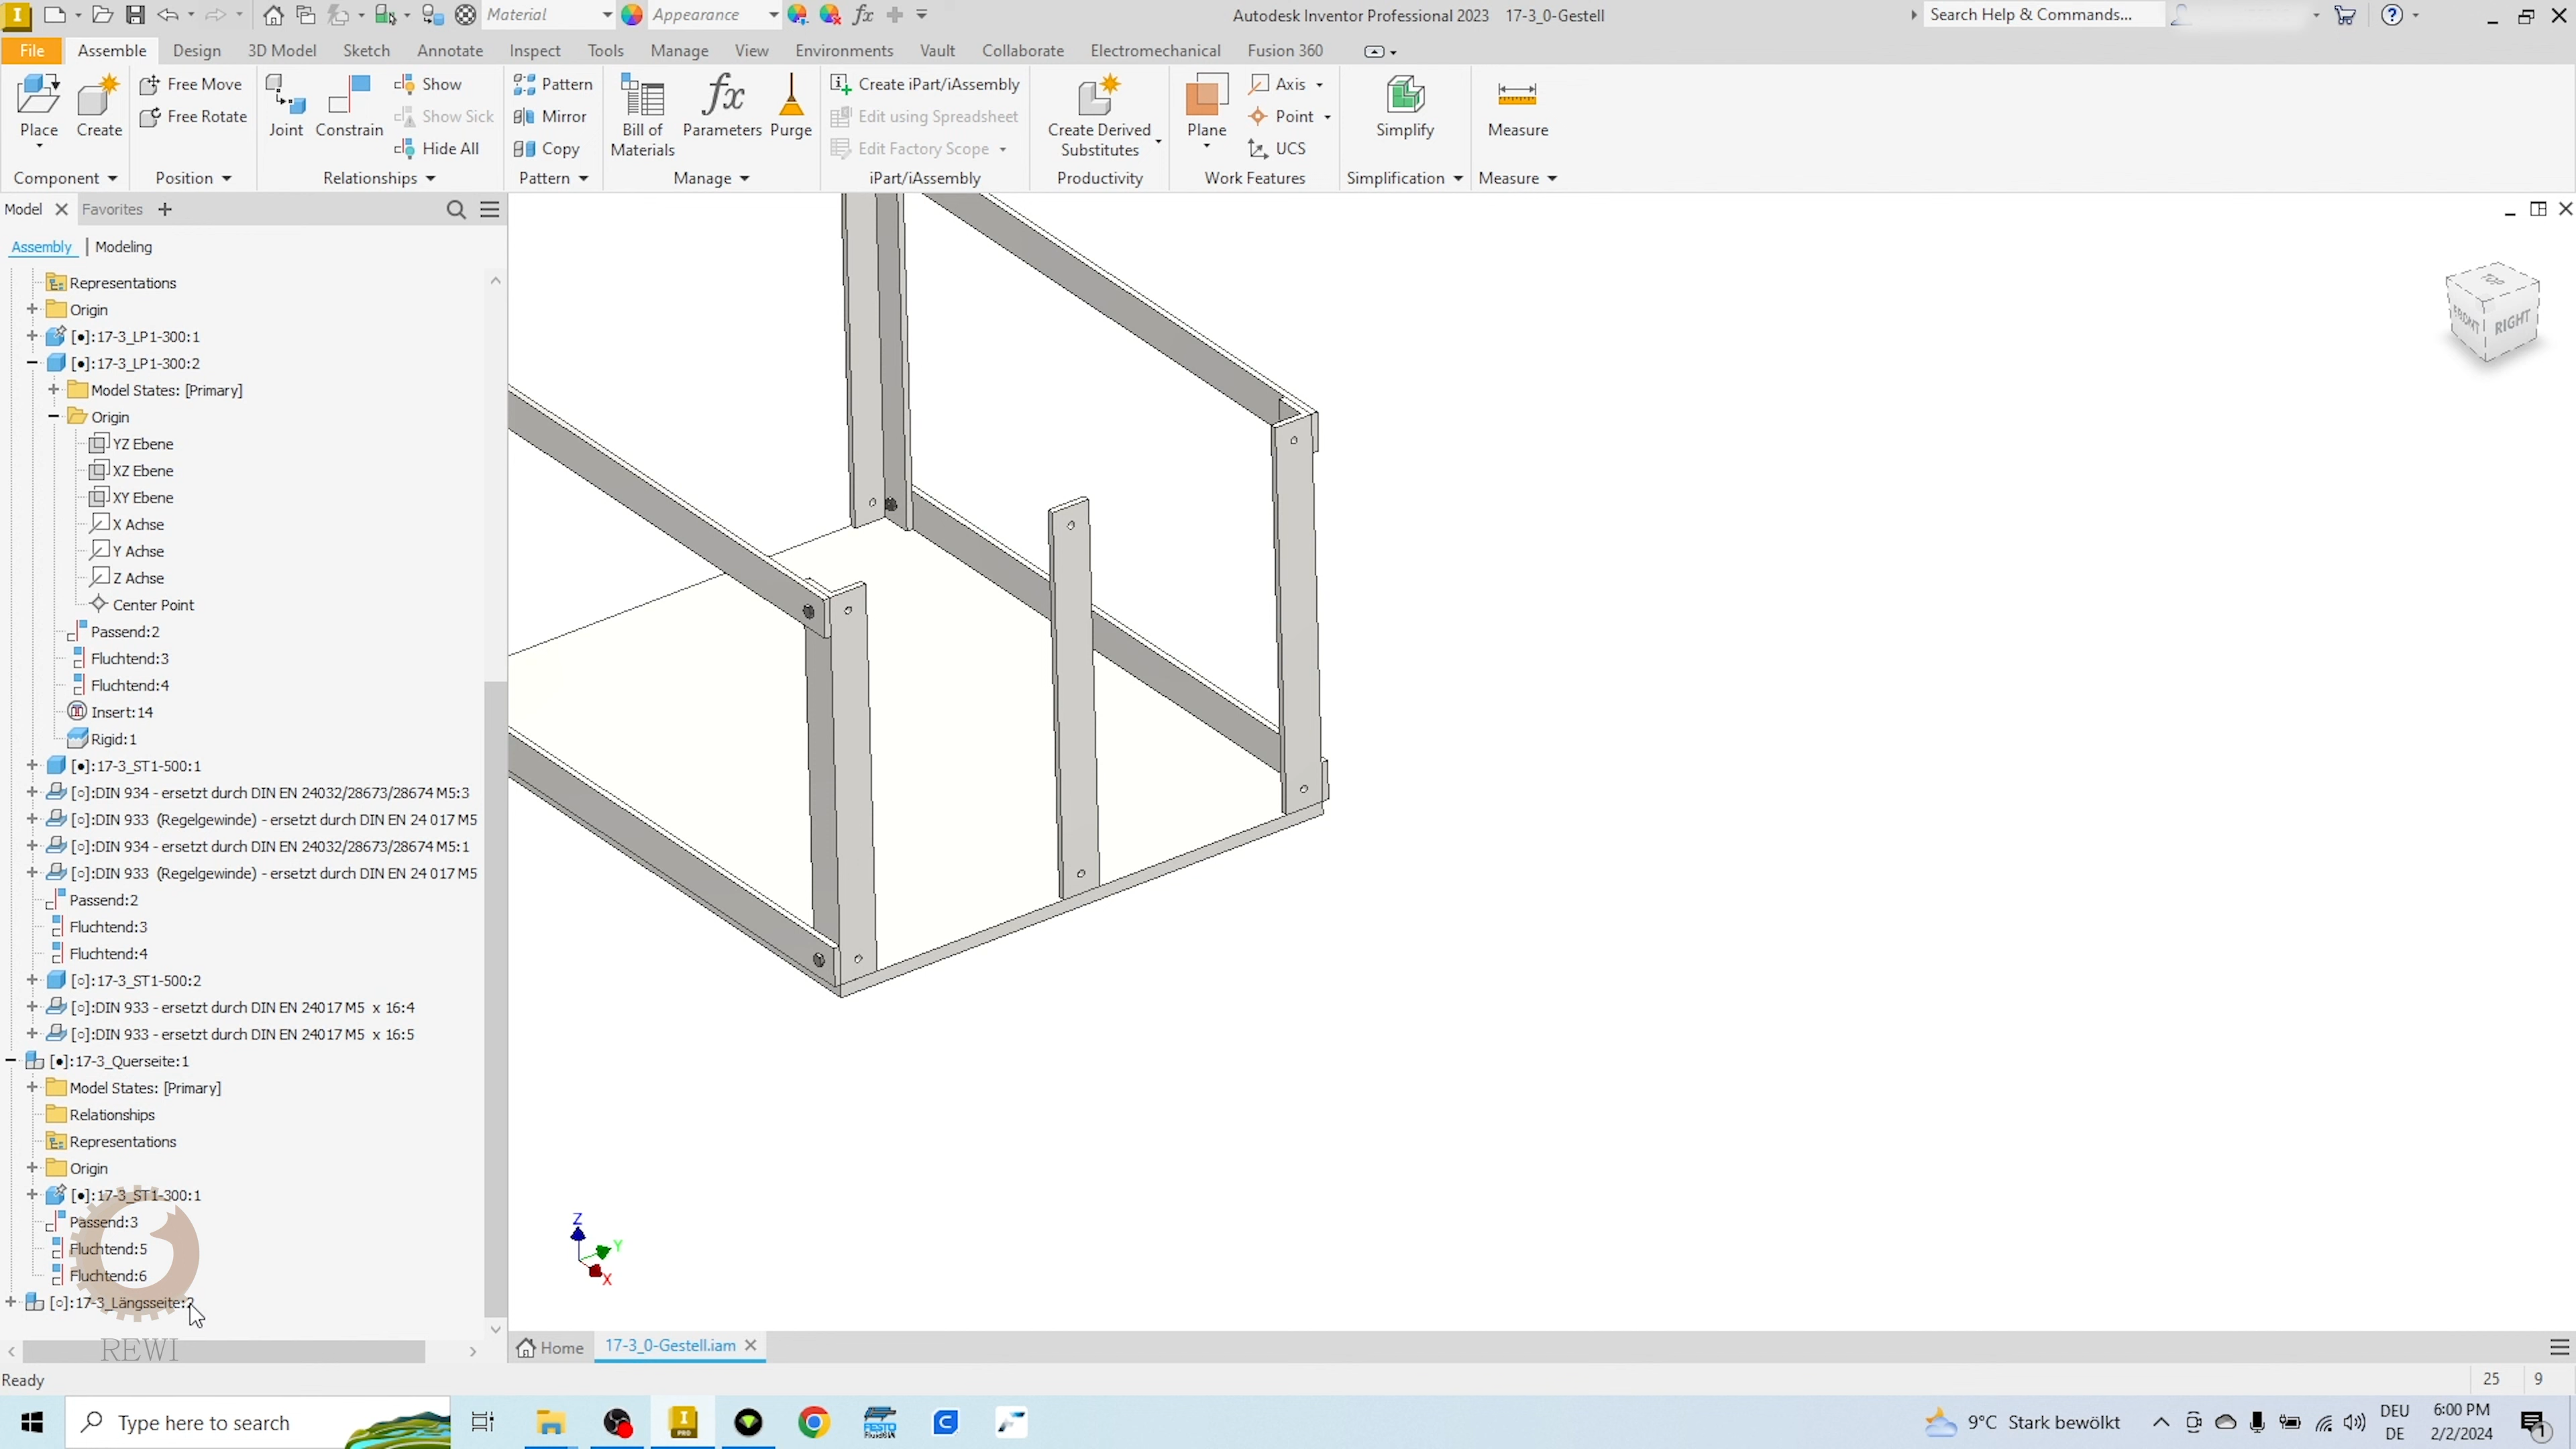 Material
Appearance
fx
Autodesk Inventor Professional 2023 17-3_0-Gestell
Search Help & Commands...
File Assemble Design 3D Model Sketch Annotate Inspect Tools Manage View Environments Vault Collaborate Electromechanical Fusion 360
Place
Create
Component
Free Move
Free Rotate
Position
Joint
Constrain
Show
Show Sick
Hide All
Relationships
Pattern
Mirror
Copy
Pattern
Bill of
Materials
fx
Parameters
Purge
Manage
Create iPart/iAssembly
Edit using Spreadsheet
Edit Factory Scope
iPart/iAssembly
Create Derived
Substitutes
Productivity
Plane
Axis
Point
UCS
Work Features
Simplify
Simplification
Measure
Measure
Model
Favorites
Assembly | Modeling
Representations
Origin
[●]:17-3_LP1-300:1
[●]:17-3_LP1-300:2
Model States: [Primary]
Origin
YZ Ebene
XZ Ebene
XY Ebene
X Achse
Y Achse
Z Achse
Center Point
Passend:2
Fluchtend:3
Fluchtend:4
Insert:14
Rigid:1
[●]:17-3_ST1-500:1
[○]:DIN 934 - ersetzt durch DIN EN 24032/28673/28674 M5:3
[○]:DIN 933 (Regelgewinde) - ersetzt durch DIN EN 24 017 M5
[○]:DIN 934 - ersetzt durch DIN EN 24032/28673/28674 M5:1
[○]:DIN 933 (Regelgewinde) - ersetzt durch DIN EN 24 017 M5
Passend:2
Fluchtend:3
Fluchtend:4
[○]:17-3_ST1-500:2
[○]:DIN 933 - ersetzt durch DIN EN 24017 M5 x 16:4
[○]:DIN 933 - ersetzt durch DIN EN 24017 M5 x 16:5
[●]:17-3_Querseite:1
Model States: [Primary]
Relationships
Representations
Origin
[●]:17-3_ST1-300:1
Passend:3
Fluchtend:5
Fluchtend:6
[○]:17-3_Längsseite:2
REWI
FRONT
RIGHT
Z
Y
X
Home
17-3_0-Gestell.iam
Ready
25
9
Type here to search
PRO
FESTO
9°C Stark bewölkt
DEU
DE
6:00 PM
2/2/2024
1